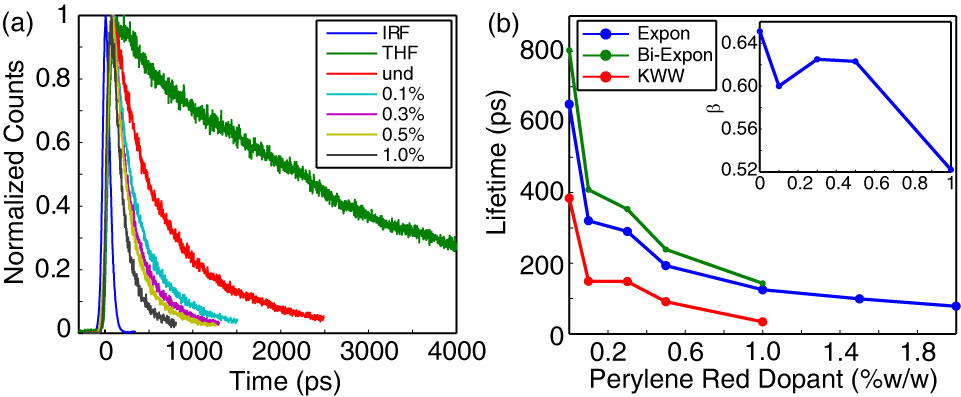 (a)
Normalized Counts
1
0.8
0.6
0.4
0.2
0
0 1000 2000 3000 4000
Time (ps)
IRF
THF
und
0.1%
0.3%
0.5%
1.0%
(b)
Lifetime (ps)
800
600
400
200
0
0.2 0.6 1.0 1.4 1.8
Perylene Red Dopant (%w/w)
Expon
Bi-Expon
KWW
β
0.64
0.60
0.56
0.52
0 0.2 0.4 0.6 0.8 1